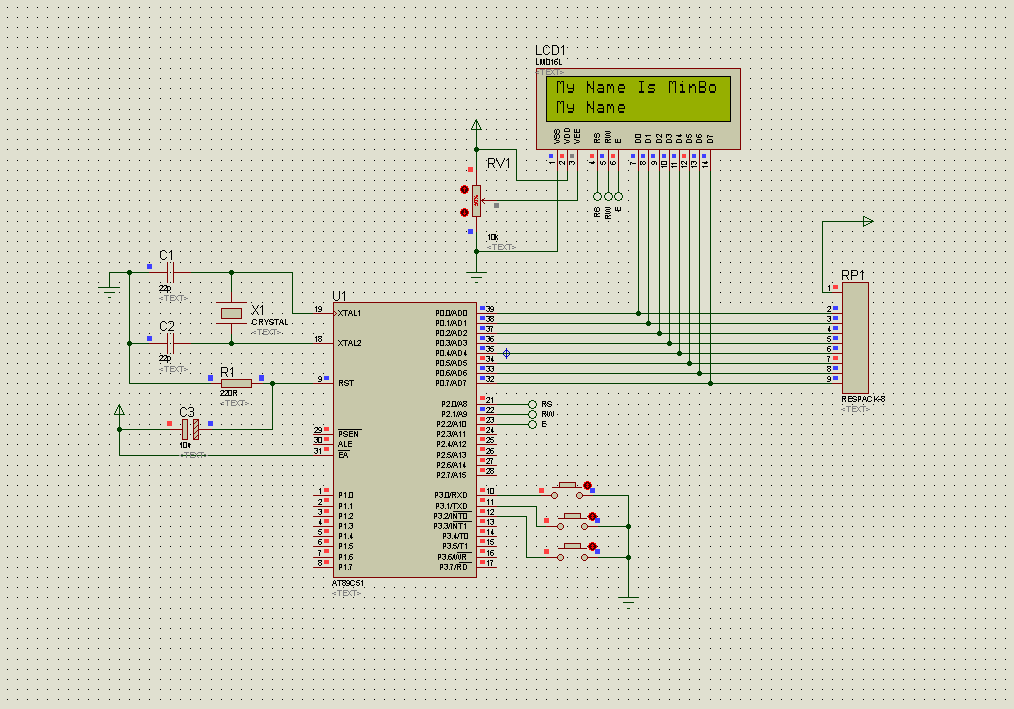 LCD1
LM016L
<TEXT>
My Name Is MinBo
My Name
VSS VDD VEE RS RW E D0 D1 D2 D3 D4 D5 D6 D7
1 2 3 4 5 6 7 8 9 10 11 12 13 14
RS RW E
RV1
10k
<TEXT>
C1
22p
<TEXT>
X1
CRYSTAL
<TEXT>
C2
22p
<TEXT>
R1
220R
<TEXT>
C3
<TEXT>
U1
19 XTAL1
18 XTAL2
9 RST
29 PSEN
30 ALE
31 EA
1 P1.0
2 P1.1
3 P1.2
4 P1.3
5 P1.4
6 P1.5
7 P1.6
8 P1.7
P0.0/AD0 39
P0.1/AD1 38
P0.2/AD2 37
P0.3/AD3 36
P0.4/AD4 35
P0.5/AD5 34
P0.6/AD6 33
P0.7/AD7 32
P2.0/A8 21 RS
P2.1/A9 22 RW
P2.2/A10 23 E
P2.3/A11 24
P2.4/A12 25
P2.5/A13 26
P2.6/A14 27
P2.7/A15 28
P3.0/RXD 10
P3.1/TXD 11
P3.2/INT0 12
P3.3/INT1 13
P3.4/T0 14
P3.5/T1 15
P3.6/WR 16
P3.7/RD 17
AT89C51
<TEXT>
RP1
1
2
3
4
5
6
7
8
9
RESPACK-8
<TEXT>